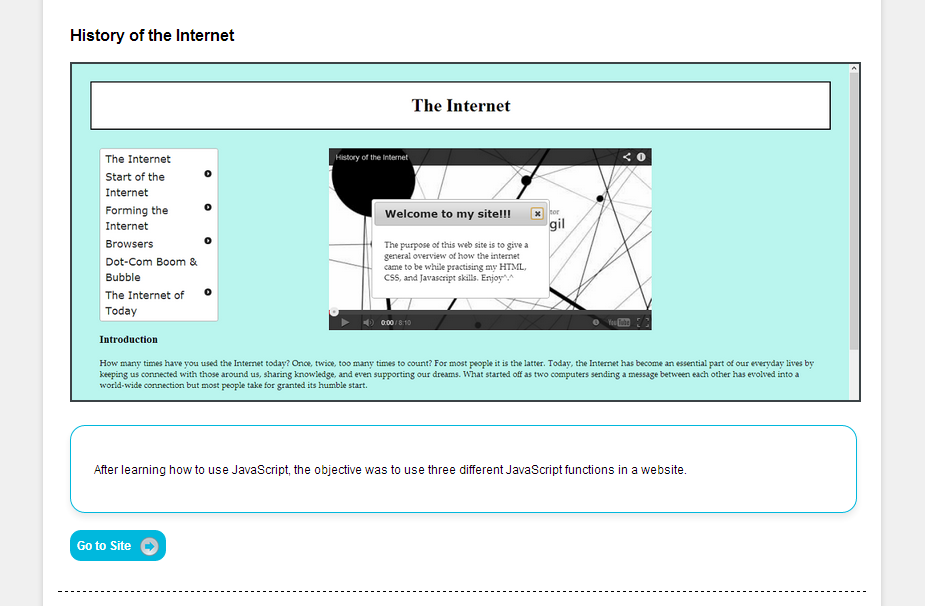 History of the Internet
The Internet
The Internet
Start of the
Internet
Forming the
Internet
Browsers
Dot-Com Boom &
Bubble
The Internet of
Today
History of the Internet
tor
gil
Welcome to my site!!!
The purpose of this web site is to give a
general overview of how the internet
came to be while practising my HTML,
CSS, and Javascript skills. Enjoy^.^
0:00 / 8:10
YouTube
Introduction
How many times have you used the Internet today? Once, twice, too many times to count? For most people it is the latter. Today, the Internet has become an essential part of our everyday lives by
keeping us connected with those around us, sharing knowledge, and even supporting our dreams. What started off as two computers sending a message between each other has evolved into a
world-wide connection but most people take for granted its humble start.
After learning how to use JavaScript, the objective was to use three different JavaScript functions in a website.
Go to Site